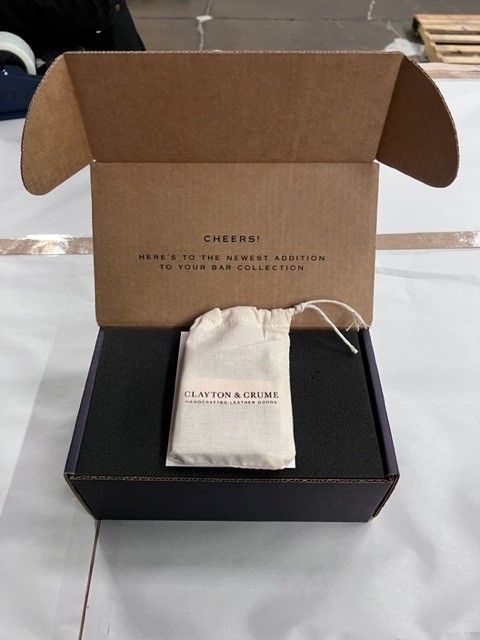 CHEERS!
HERE'S TO THE NEWEST ADDITION
TO YOUR BAR COLLECTION
CLAYTON & CRUME
HANDCRAFTED LEATHER GOODS